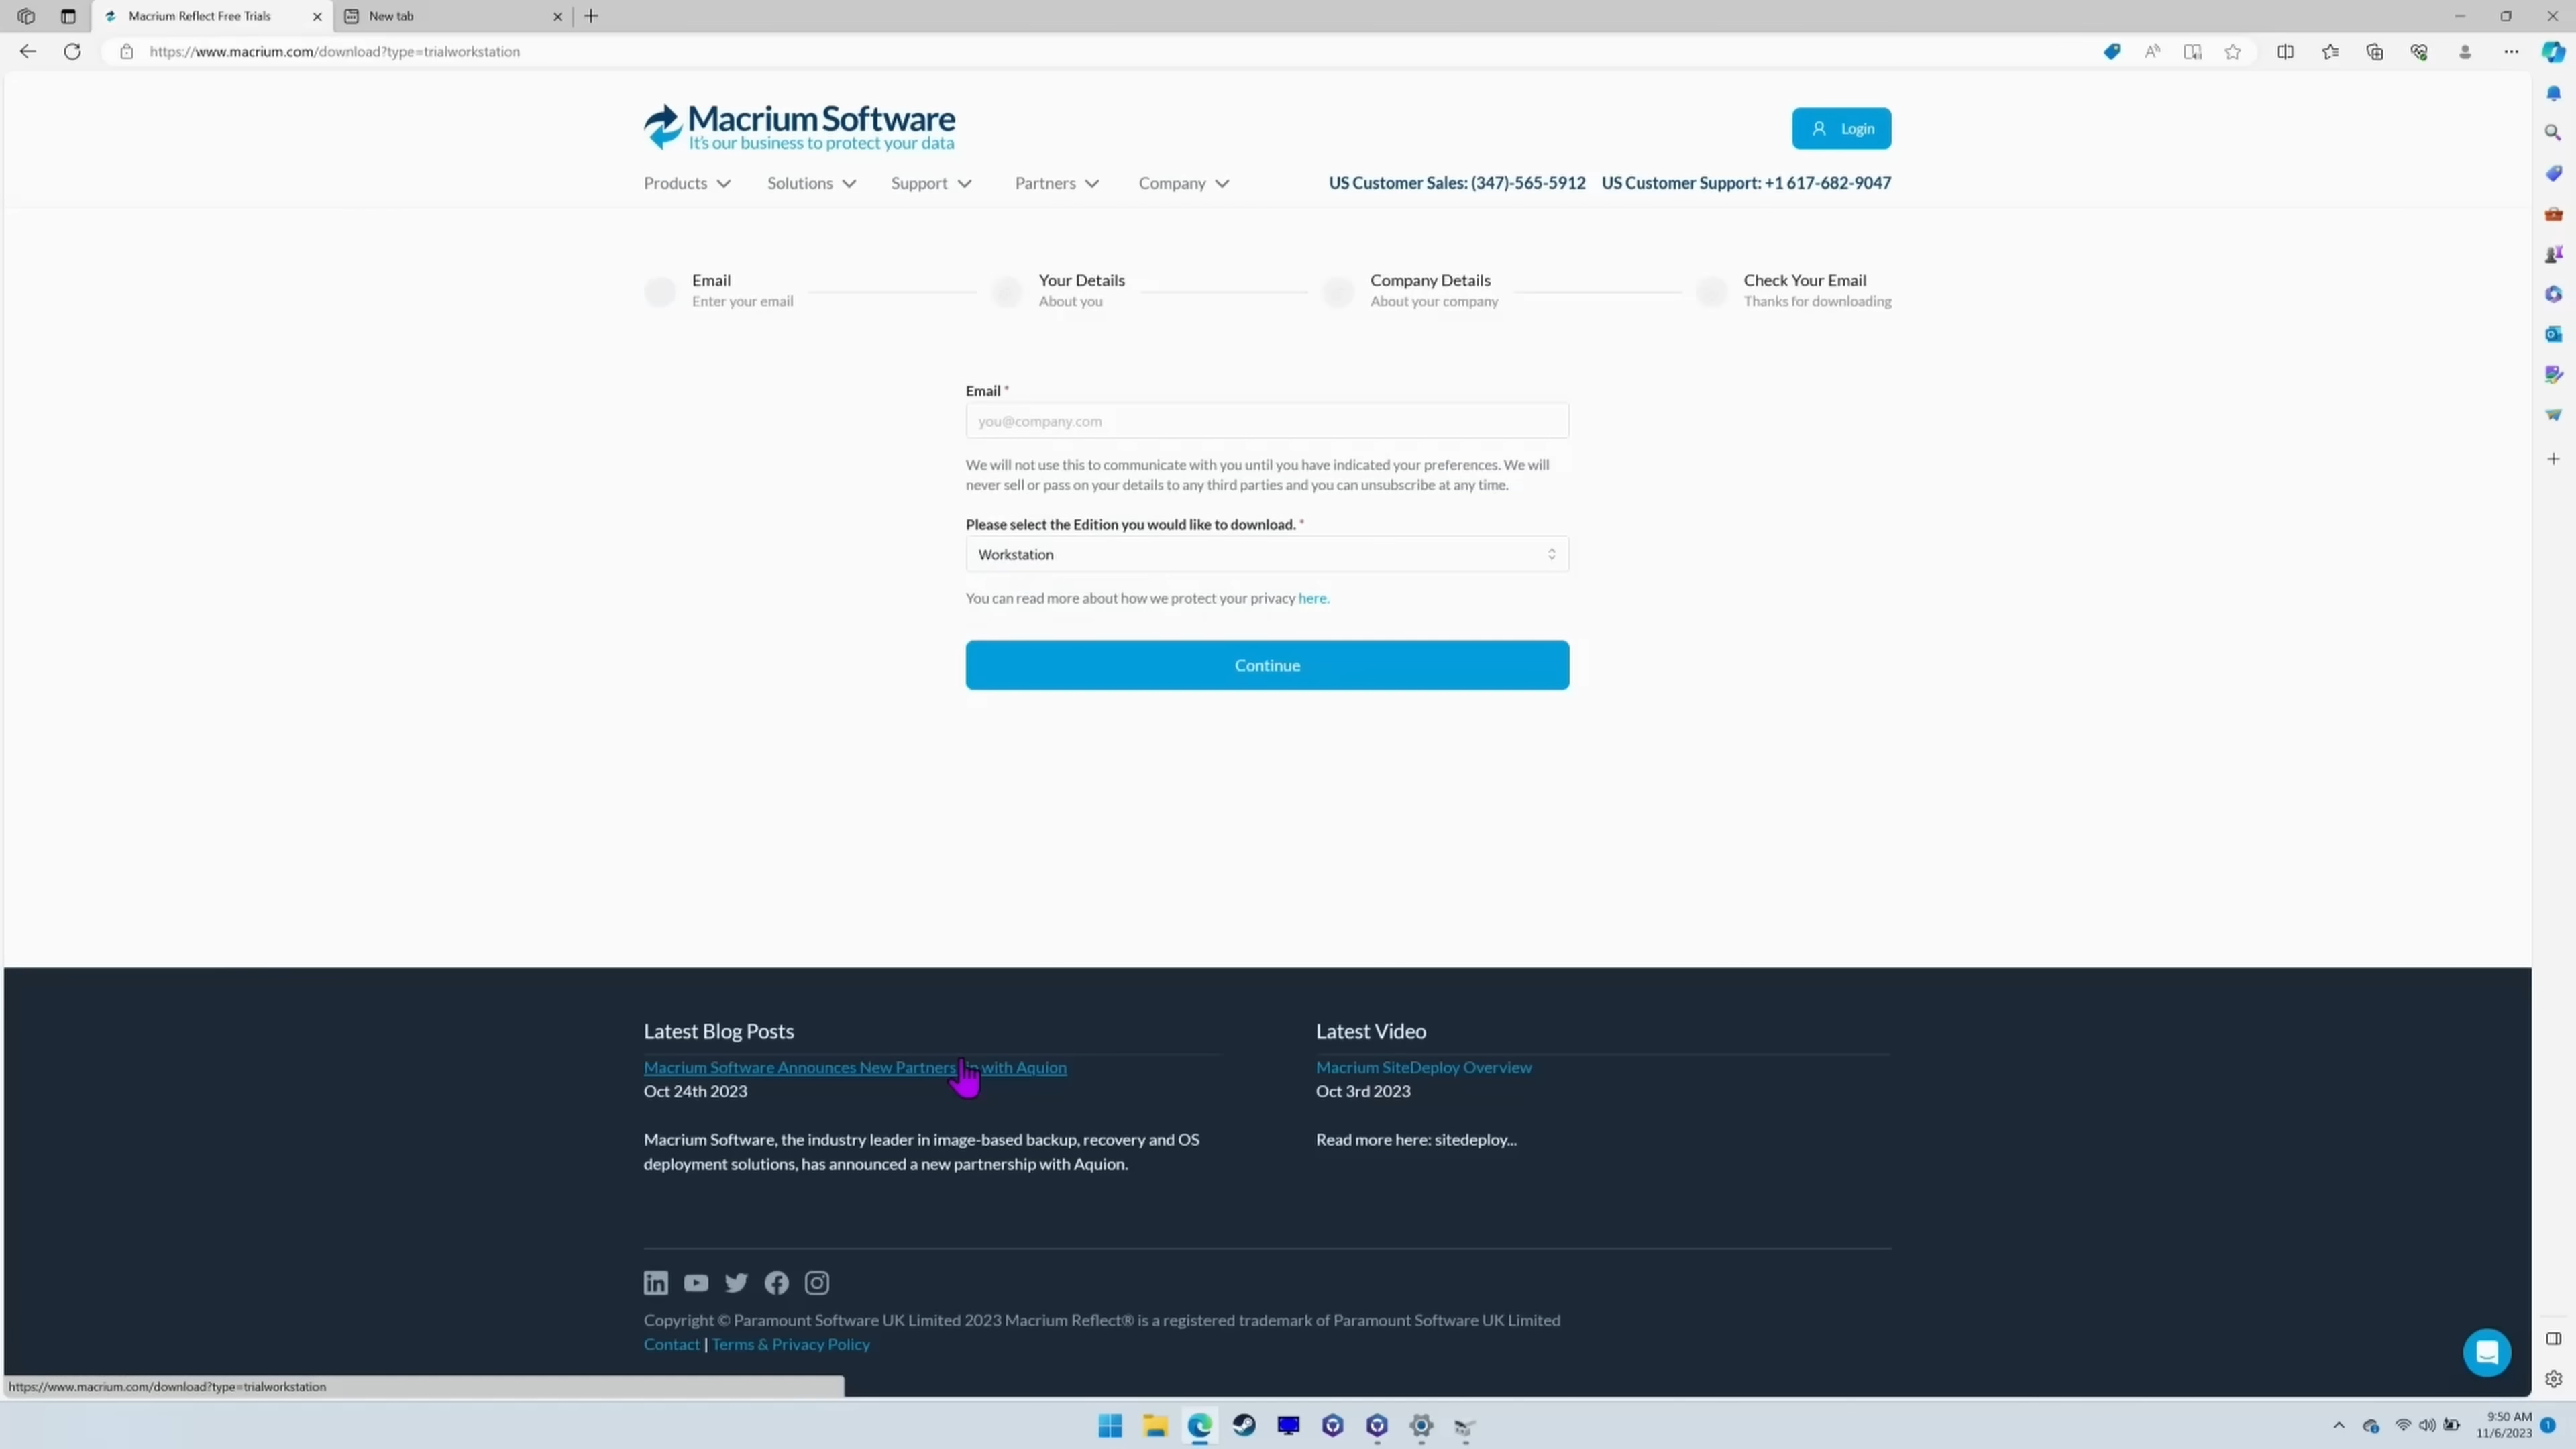 Macrium Reflect Free Trials
New tab
https://www.macrium.com/download?type=trialworkstation
Macrium Software
It's our business to protect your data
Login
Products
Solutions
Support
Partners
Company
US Customer Sales: (347)-565-5912
US Customer Support: +1 617-682-9047
Email
Enter your email
Your Details
About you
Company Details
About your company
Check Your Email
Thanks for downloading
Email *
you@company.com
We will not use this to communicate with you until you have indicated your preferences. We will
never sell or pass on your details to any third parties and you can unsubscribe at any time.
Please select the Edition you would like to download. *
Workstation
You can read more about how we protect your privacy here.
Continue
Latest Blog Posts
Macrium Software Announces New Partnership with Aquion
Oct 24th 2023
Macrium Software, the industry leader in image-based backup, recovery and OS
deployment solutions, has announced a new partnership with Aquion.
Latest Video
Macrium SiteDeploy Overview
Oct 3rd 2023
Read more here: sitedeploy...
Copyright © Paramount Software UK Limited 2023 Macrium Reflect® is a registered trademark of Paramount Software UK Limited
Contact | Terms & Privacy Policy
https://www.macrium.com/download?type=trialworkstation
9:50 AM
11/6/2023
1